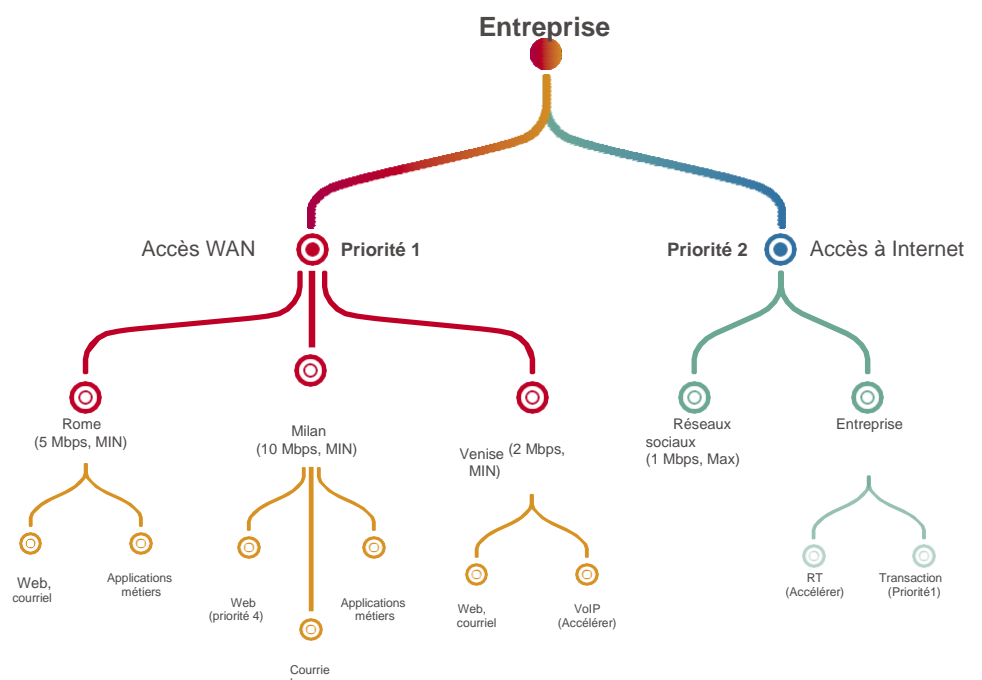 Entreprise
Accès WAN
Priorité 1
Priorité 2
Accès à Internet
Rome
(5 Mbps, MIN)
Milan
(10 Mbps, MIN)
Venise (2 Mbps,
MIN)
Réseaux
sociaux
(1 Mbps, Max)
Entreprise
Web,
courriel
Applications
métiers
Web
(priorité 4)
Applications
métiers
Courrie
Web,
courriel
VoIP
(Accélérer)
RT
(Accélérer)
Transaction
(Priorité1)